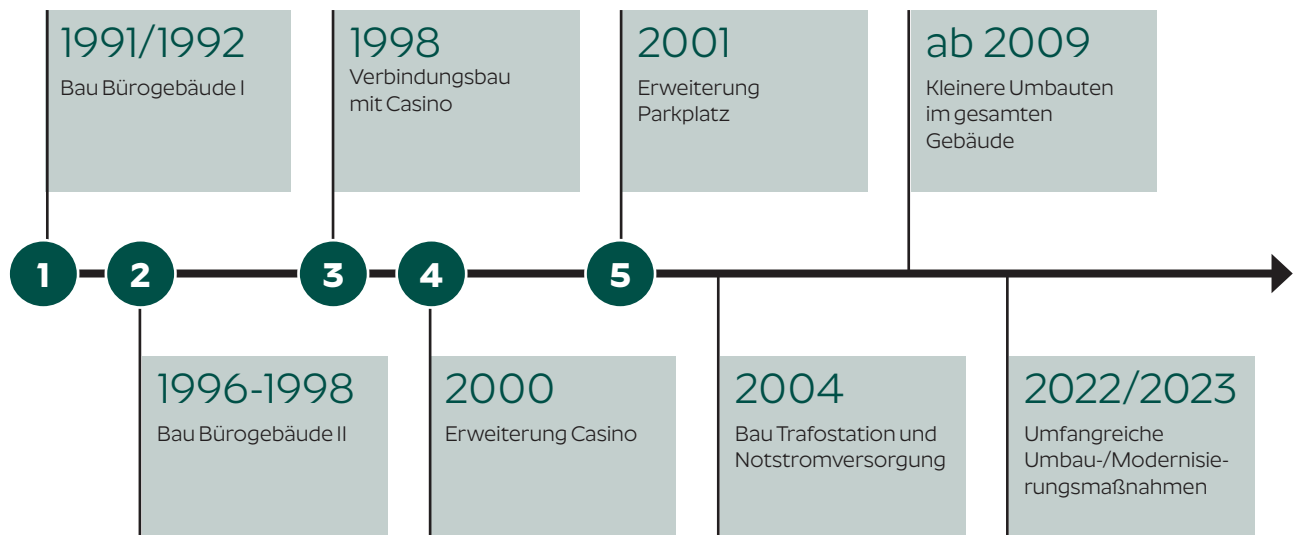 1991/1992
Bau Bürogebäude I
1998
Verbindungsbau
mit Casino
2001
Erweiterung
Parkplatz
ab 2009
Kleinere Umbauten
im gesamten
Gebäude
1
2
3
4
5
1996-1998
Bau Bürogebäude II
2000
Erweiterung Casino
2004
Bau Trafostation und
Notstromversorgung
2022/2023
Umfangreiche
Umbau-/Modernisie-
rungsmaßnahmen